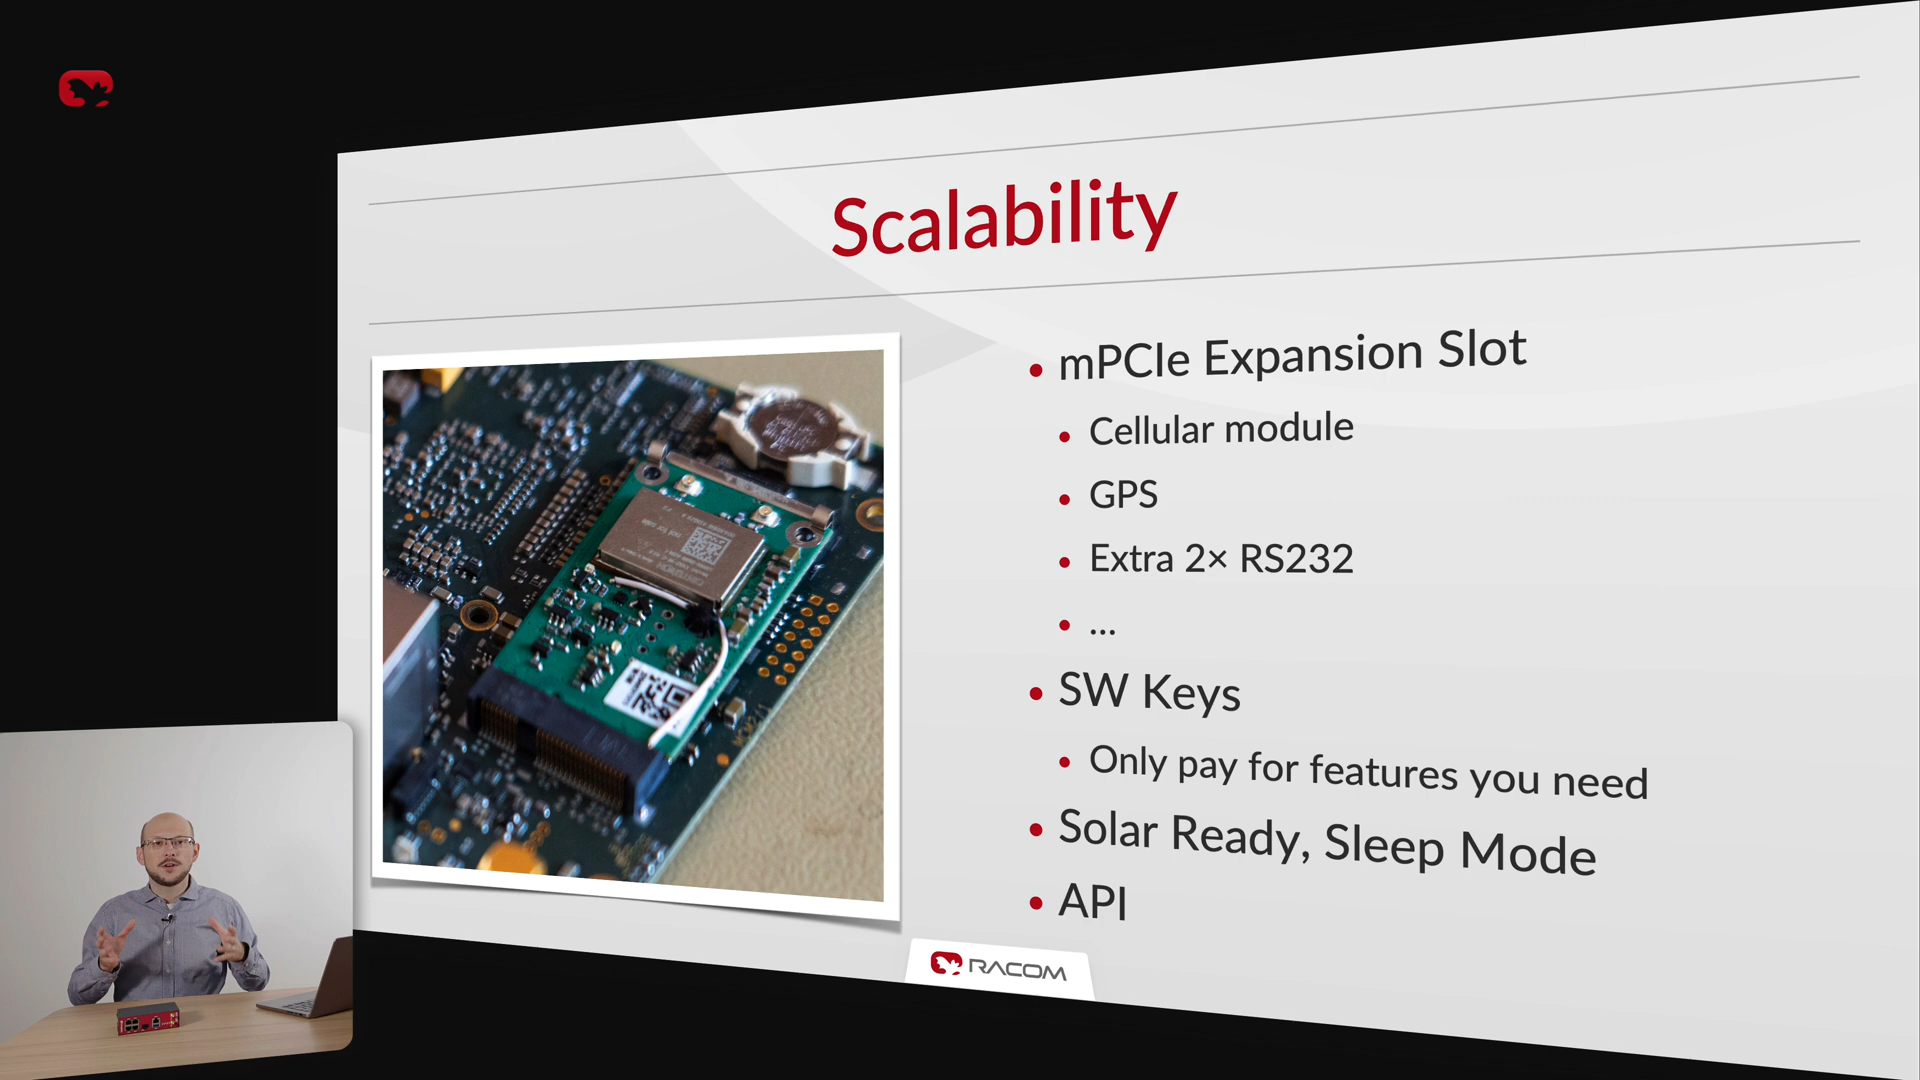 Scalability
• mPCIe Expansion Slot
• Cellular module
• GPS
• Extra 2× RS232
• ...
• SW Keys
• Only pay for features you need
• Solar Ready, Sleep Mode
• API
RACOM